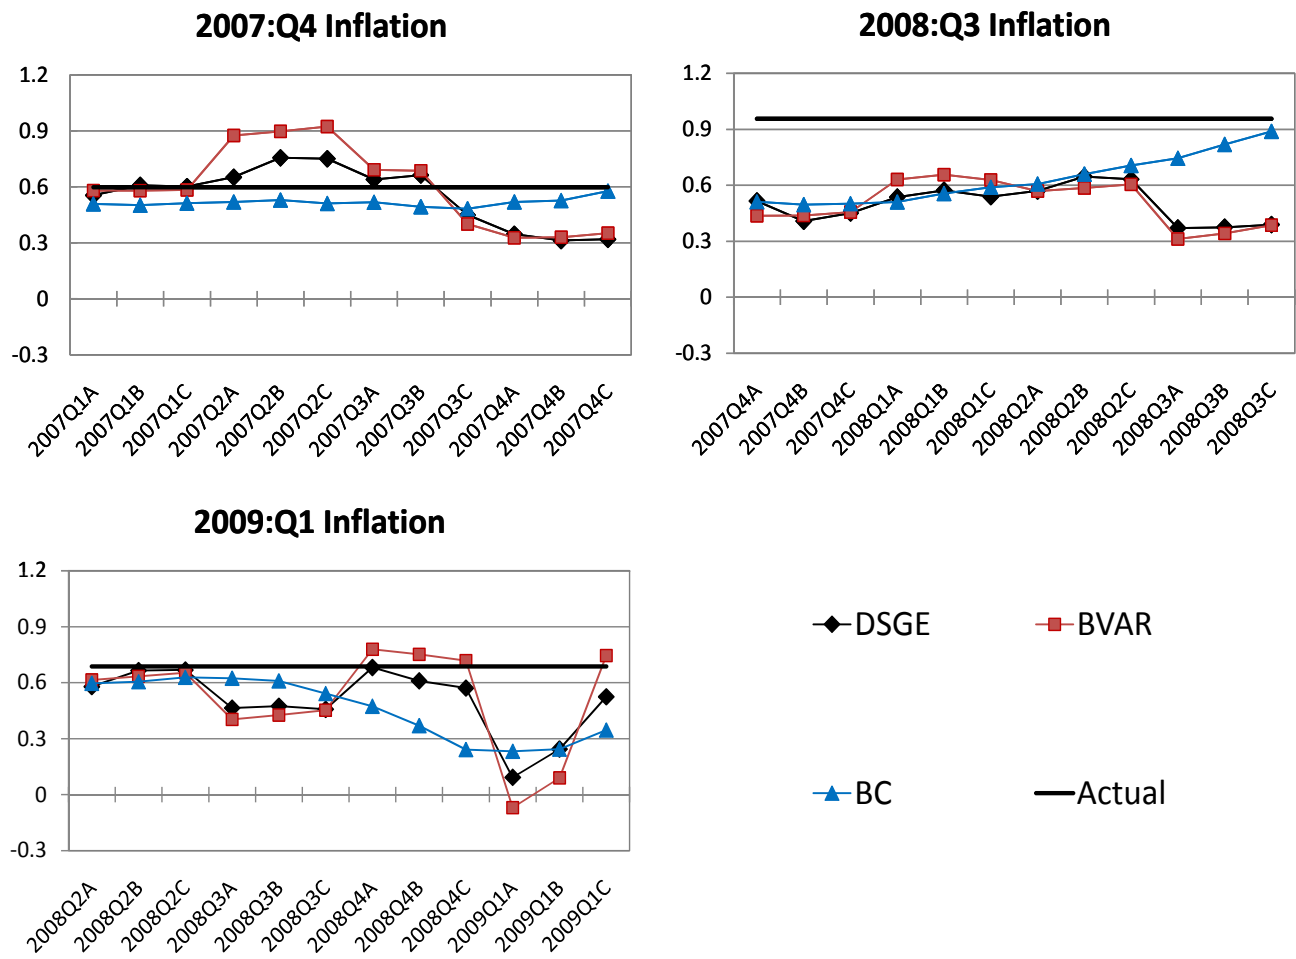 2007:Q4 Inflation
1.2
0.9
0.6
0.3
0
-0.3
2007Q1A
2007Q1B
2007Q1C
2007Q2A
2007Q2B
2007Q2C
2007Q3A
2007Q3B
2007Q3C
2007Q4A
2007Q4B
2007Q4C
2008:Q3 Inflation
1.2
0.9
0.6
0.3
0
-0.3
2007Q4A
2007Q4B
2007Q4C
2008Q1A
2008Q1B
2008Q1C
2008Q2A
2008Q2B
2008Q2C
2008Q3A
2008Q3B
2008Q3C
2009:Q1 Inflation
1.2
0.9
0.6
0.3
0
-0.3
2008Q2A
2008Q2B
2008Q2C
2008Q3A
2008Q3B
2008Q3C
2008Q4A
2008Q4B
2008Q4C
2009Q1A
2009Q1B
2009Q1C
DSGE
BVAR
BC
Actual